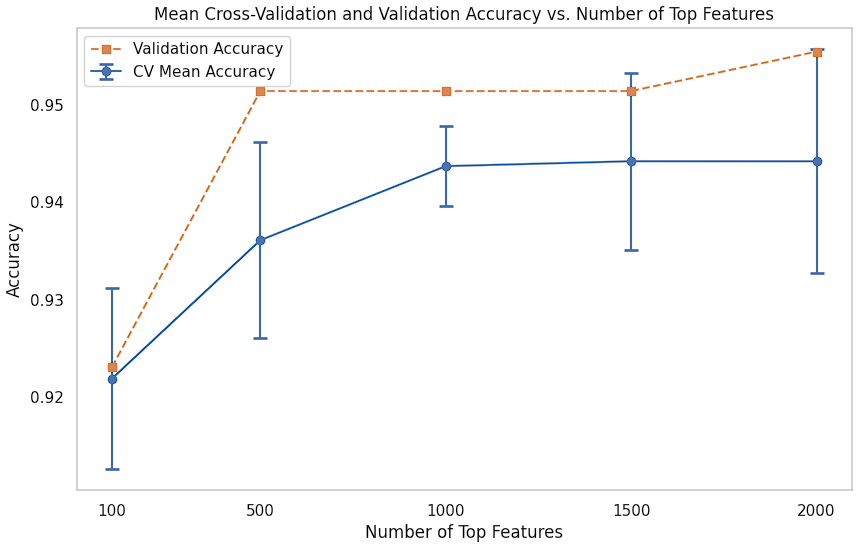 Mean Cross-Validation and Validation Accuracy vs. Number of Top Features
Validation Accuracy
CV Mean Accuracy
Accuracy
0.95
0.94
0.93
0.92
100 500 1000 1500 2000
Number of Top Features